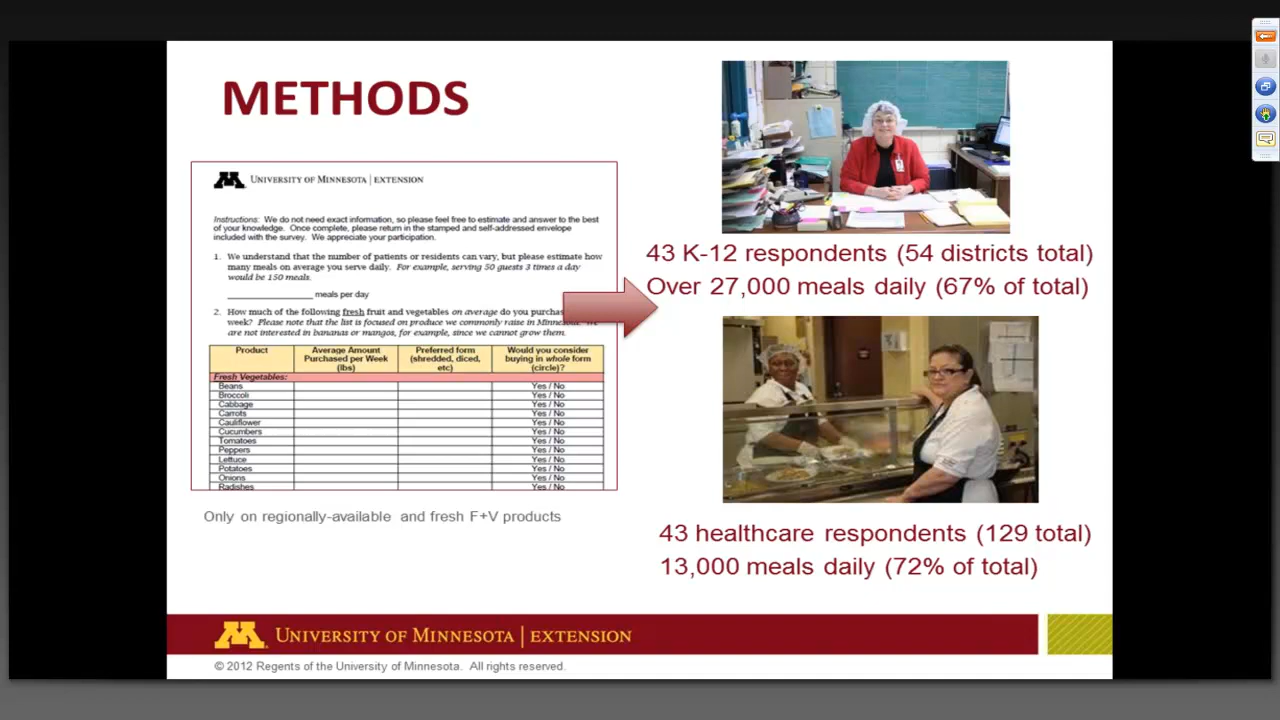 METHODS
UNIVERSITY OF MINNESOTA | EXTENSION
Instructions: We do not need exact information, so please feel free to estimate and answer to the best
of your knowledge. Once complete, please return in the stamped and self-addressed envelope
included with the survey. We appreciate your participation.
1. We understand that the number of patients or residents can vary, but please estimate how
many meals on average you serve daily. For example, serving 50 guests 3 times a day
would be 150 meals.
meals per day
2. How much of the following fresh fruit and vegetables on average do you
week? Please note that the list is focused on produce we commonly raise in
are not interested in bananas or mangos, for example, since we cannot grow them.
Product Average Amount Purchased per Week (lbs) Preferred form (shredded, diced, etc) Would you consider buying in whole form (circle)?
Fresh Vegetables:
Beans Yes / No
Broccoli Yes / No
Cabbage Yes / No
Carrots Yes / No
Cauliflower Yes / No
Cucumbers Yes / No
Tomatoes Yes / No
Peppers Yes / No
Lettuce Yes / No
Potatoes Yes / No
Onions Yes / No
Radishes Yes / No
Only on regionally-available and fresh F+V products
43 K-12 respondents (54 districts total)
Over 27,000 meals daily (67% of total)
43 healthcare respondents (129 total)
13,000 meals daily (72% of total)
UNIVERSITY OF MINNESOTA | EXTENSION
© 2012 Regents of the University of Minnesota. All rights reserved.